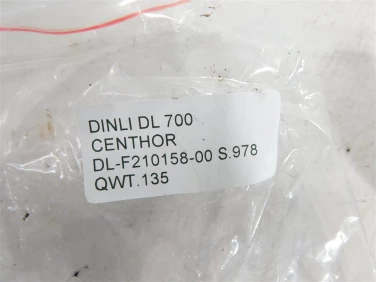 DINLI DL 700
CENTHOR
DL-F210158-00 S.978
QWT.135